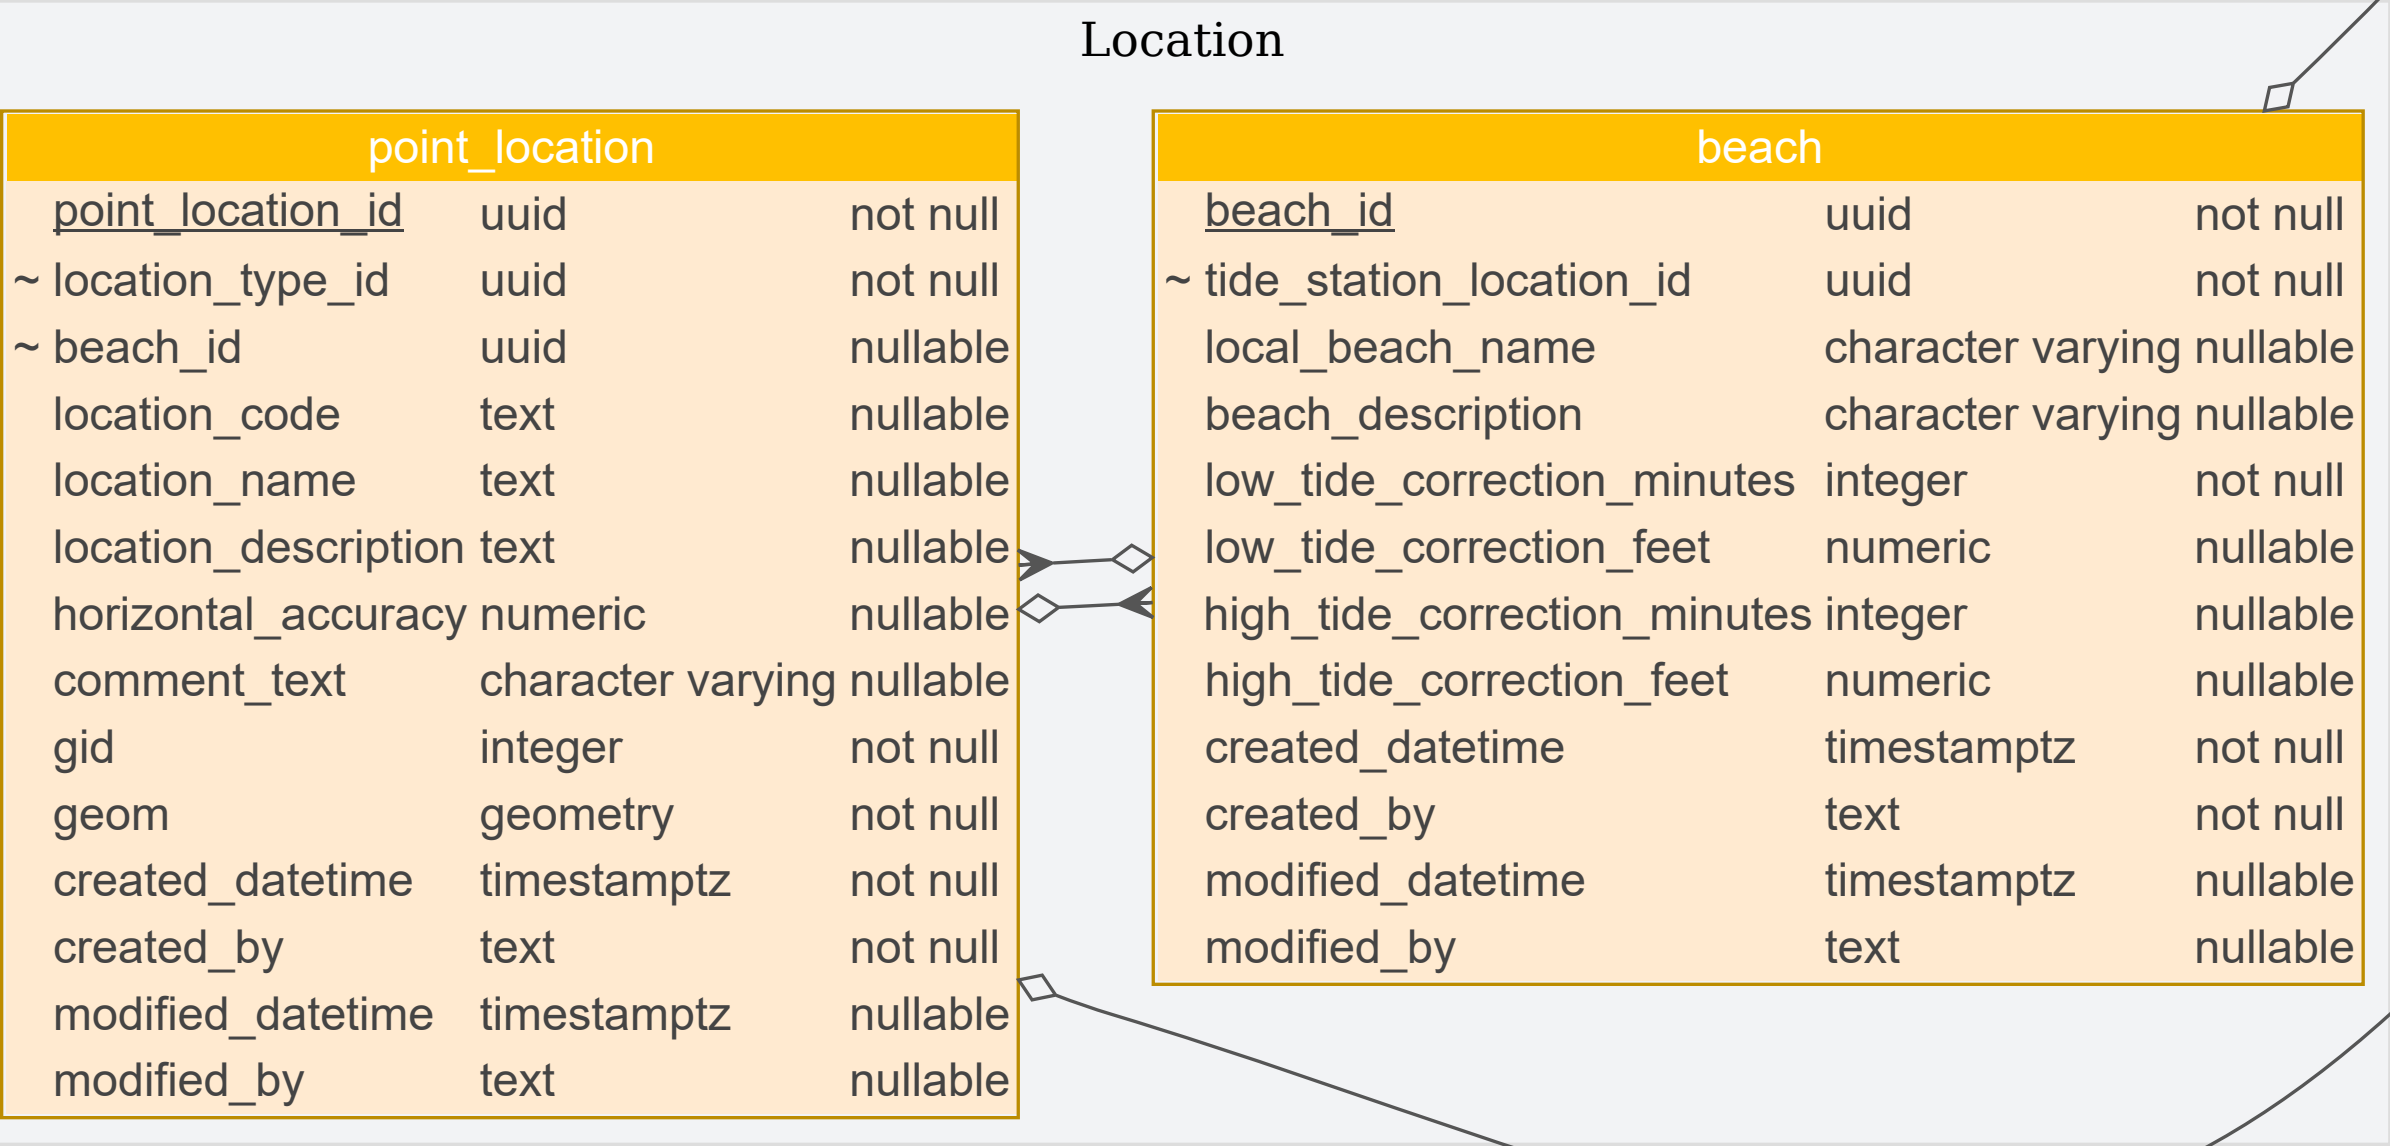 Location
point_location
point_location_id uuid not null
~ location_type_id uuid not null
~ beach_id uuid nullable
location_code text nullable
location_name text nullable
location_description text nullable
horizontal_accuracy numeric nullable
comment_text character varying nullable
gid integer not null
geom geometry not null
created_datetime timestamptz not null
created_by text not null
modified_datetime timestamptz nullable
modified_by text nullable
beach
beach_id uuid not null
~ tide_station_location_id uuid not null
local_beach_name character varying nullable
beach_description character varying nullable
low_tide_correction_minutes integer not null
low_tide_correction_feet numeric nullable
high_tide_correction_minutes integer nullable
high_tide_correction_feet numeric nullable
created_datetime timestamptz not null
created_by text not null
modified_datetime timestamptz nullable
modified_by text nullable